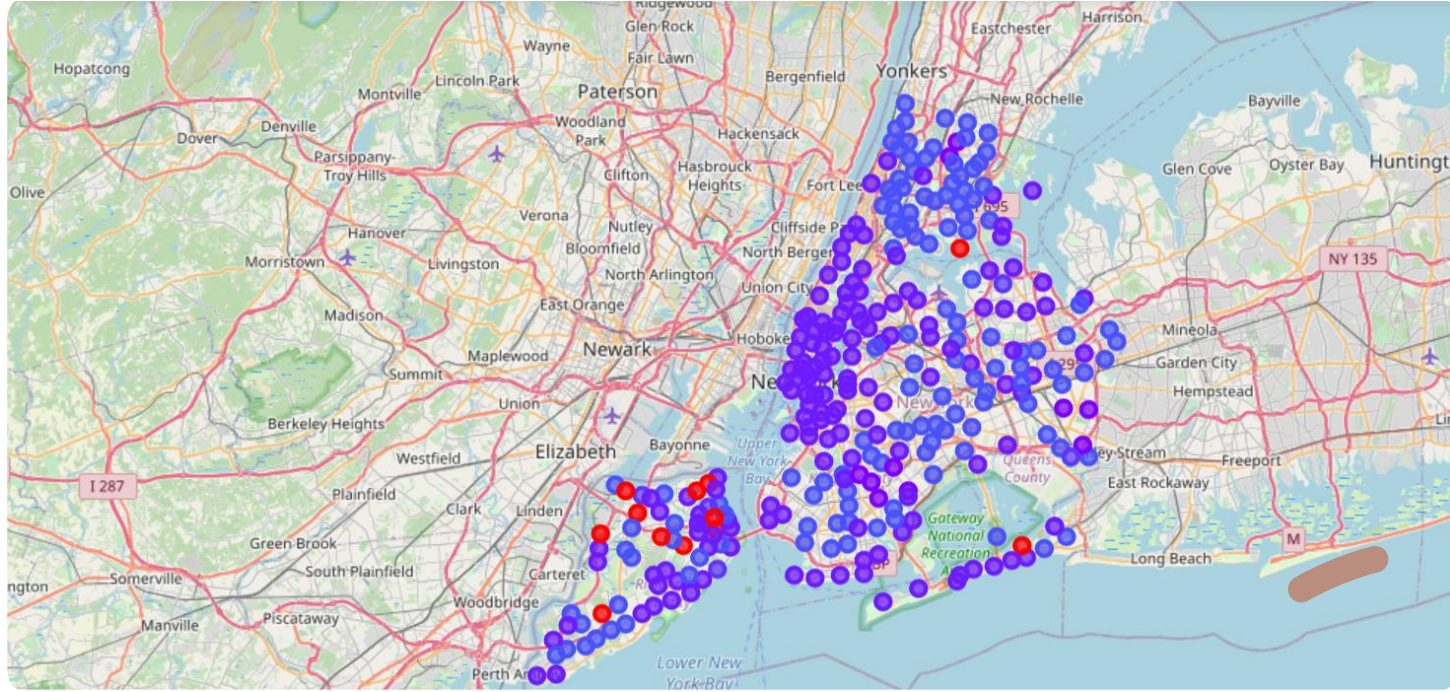 Ridgewood
Glen Rock
Harrison
Eastchester
Wayne
Fair Lawn
Hopatcong
Lincoln Park
Bergenfield
Yonkers
Montville
Paterson
New Rochelle
Bayville
Woodland
Park
Denville
Dover
Hackensack
Parsippany-
Troy Hills
Hasbrouck
Heights
Clifton
Fort Lee
Glen Cove
Oyster Bay
Olive
Verona
Nutley
Cliffside P
Hanover
Bloomfield
North Bergen
Morristown
Livingston
North Arlington
NY 135
Union City
East Orange
Madison
Hoboke
Mineola
Newark
Maplewood
Garden City
Summit
Hempstead
Union
New York
Berkeley Heights
Bayonne
Upper
New York
Bay
Elizabeth
Westfield
Queens
County
ley-Stream
Freeport
I 287
Plainfield
East Rockaway
Clark
Linden
Gateway
National
Recreation
Green Brook
M
Long Beach
South Plainfield
Carteret
Somerville
ngton
Woodbridge
Piscataway
Manville
Lower New
York Bay
Perth Am